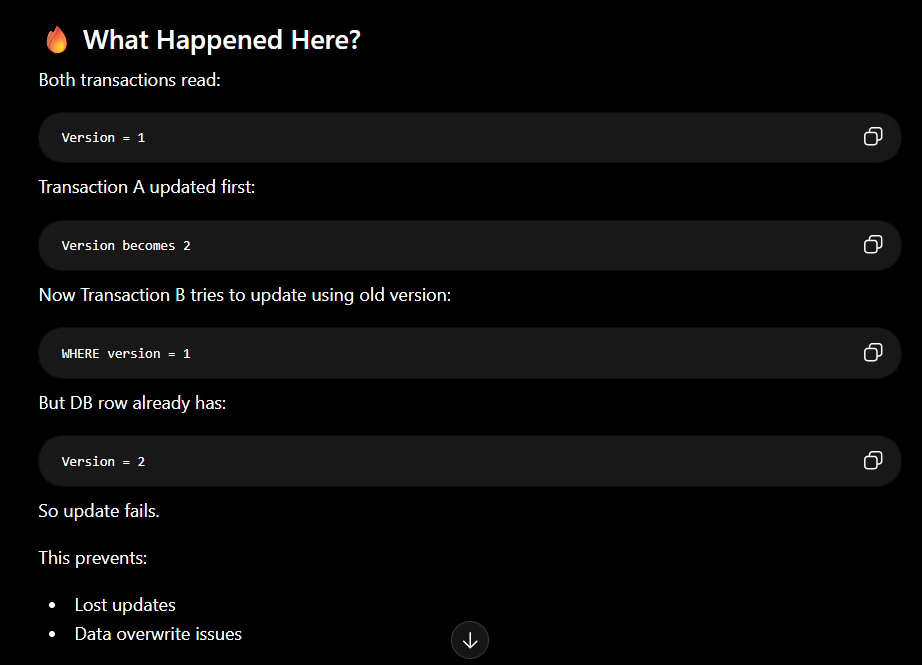 🔥 What Happened Here?
Both transactions read:
Version = 1
Transaction A updated first:
Version becomes 2
Now Transaction B tries to update using old version:
WHERE version = 1
But DB row already has:
Version = 2
So update fails.
This prevents:
• Lost updates
• Data overwrite issues